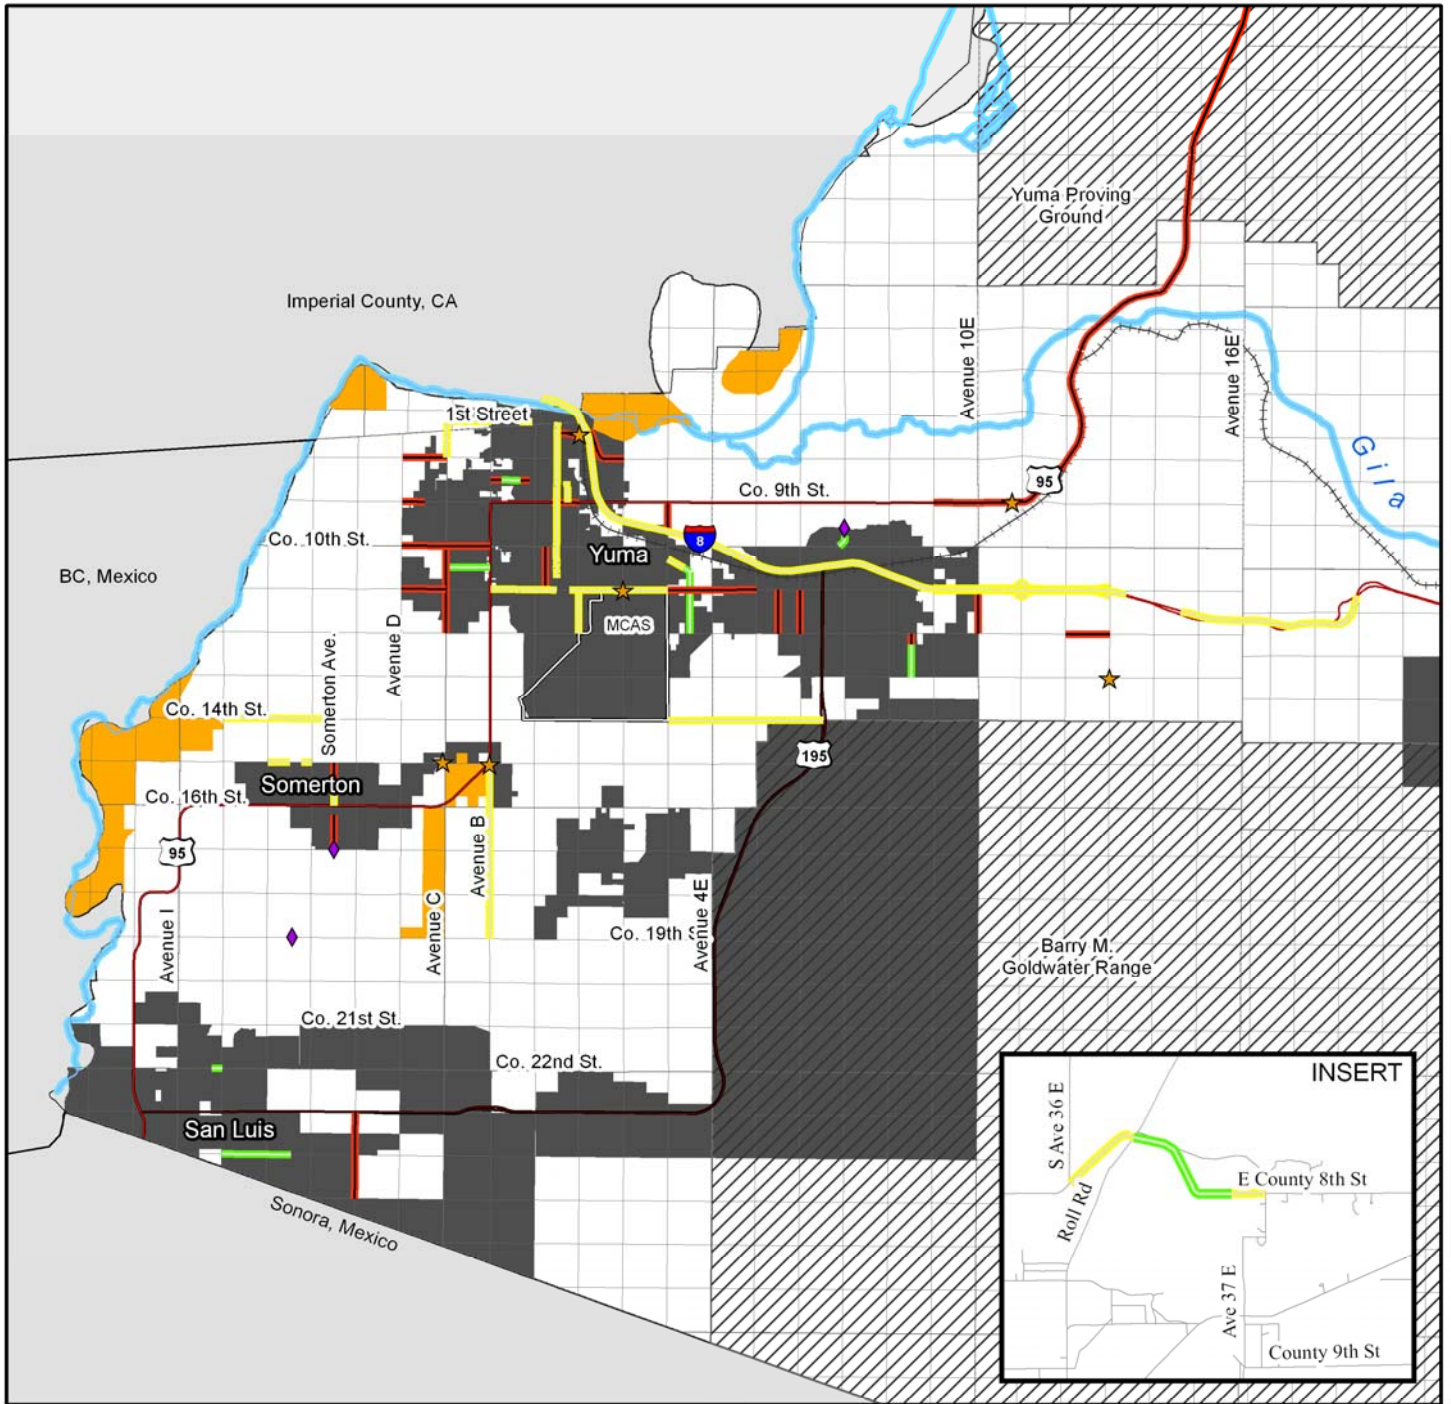 Yuma Proving
Ground
Imperial County, CA
Avenue 10E
Avenue 16E
1st Street
Gila
95
Co. 9th St.
Co. 10th St.
8
Yuma
BC, Mexico
MCAS
Avenue D
Somerton Ave.
Co. 14th St.
195
Somerton
Co. 16th St.
95
Avenue B
Avenue C
Avenue 4E
Avenue I
Co. 19th S
Barry M.
Goldwater Range
Co. 21st St.
Co. 22nd St.
San Luis
Sonora, Mexico
INSERT
S Ave 36 E
Roll Rd
E County 8th St
Ave 37 E
County 9th St